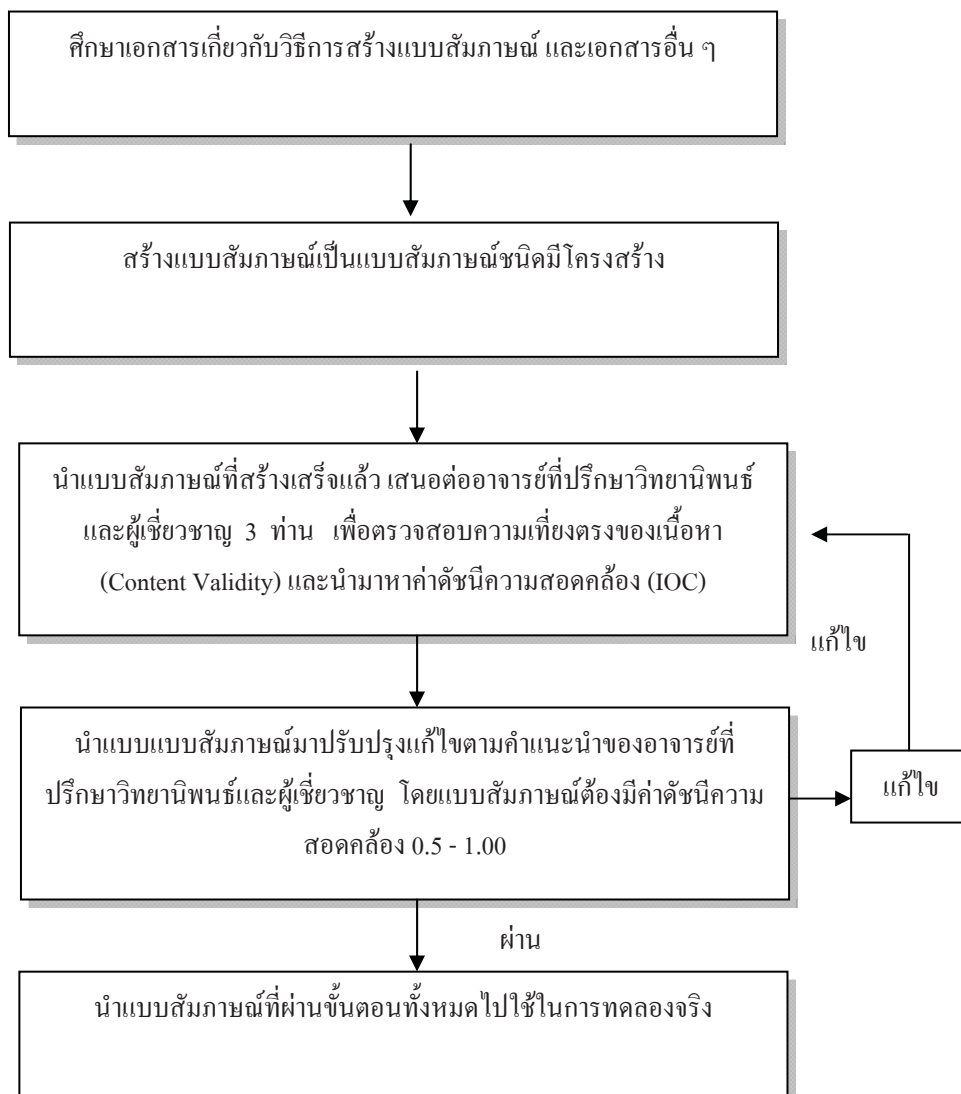 ศึกษาเอกสารเกี่ยวกับวิธีการสร้างแบบสัมภาษณ์ และเอกสารอื่น ๆ
สร้างแบบสัมภาษณ์เป็นแบบสัมภาษณ์ชนิดมีโครงสร้าง
นำแบบสัมภาษณ์ที่สร้างเสร็จแล้ว เสนอต่ออาจารย์ที่ปรึกษาวิทยานิพนธ์
และผู้เชี่ยวชาญ 3 ท่าน เพื่อตรวจสอบความเที่ยงตรงของเนื้อหา
(Content Validity) และนำมาหาค่าดัชนีความสอดคล้อง (IOC)
แก้ไข
นำแบบแบบสัมภาษณ์มาปรับปรุงแก้ไขตามคำแนะนำของอาจารย์ที่
ปรึกษาวิทยานิพนธ์และผู้เชี่ยวชาญ โดยแบบสัมภาษณ์ต้องมีค่าดัชนีความ
สอดคล้อง 0.5 - 1.00
แก้ไข
ผ่าน
นำแบบสัมภาษณ์ที่ผ่านขั้นตอนทั้งหมดไปใช้ในการทดลองจริง